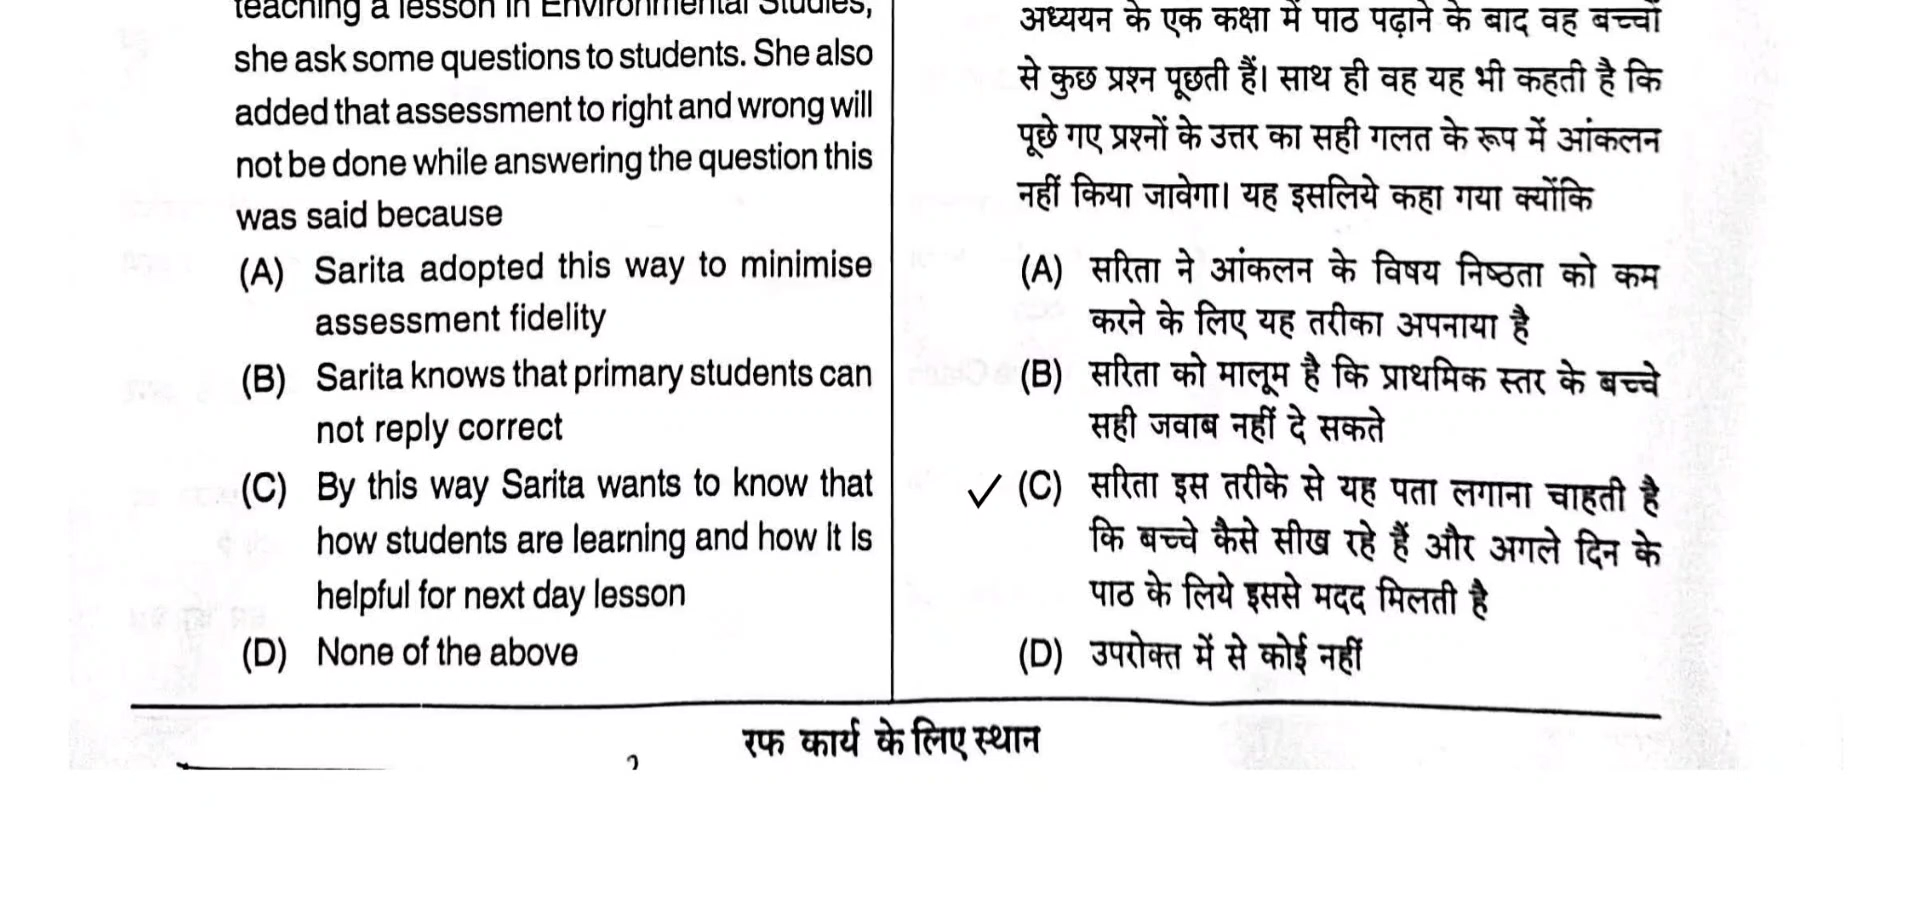 teaching a lesson in Environmental Studies,
she ask some questions to students. She also
added that assessment to right and wrong will
not be done while answering the question this
was said because
(A) Sarita adopted this way to minimise
assessment fidelity
(B) Sarita knows that primary students can
not reply correct
(C) By this way Sarita wants to know that
how students are learning and how it is
helpful for next day lesson
(D) None of the above
अध्ययन के एक कक्षा में पाठ पढ़ाने के बाद वह बच्चों
से कुछ प्रश्न पूछती हैं। साथ ही वह यह भी कहती है कि
पूछे गए प्रश्नों के उत्तर का सही गलत के रूप में आंकलन
नहीं किया जावेगा। यह इसलिये कहा गया क्योंकि
(A) सरिता ने आंकलन के विषय निष्ठता को कम
करने के लिए यह तरीका अपनाया है
(B) सरिता को मालूम है कि प्राथमिक स्तर के बच्चे
सही जवाब नहीं दे सकते
✓ (C) सरिता इस तरीके से यह पता लगाना चाहती है
कि बच्चे कैसे सीख रहे हैं और अगले दिन के
पाठ के लिये इससे मदद मिलती है
(D) उपरोक्त में से कोई नहीं
रफ कार्य के लिए स्थान